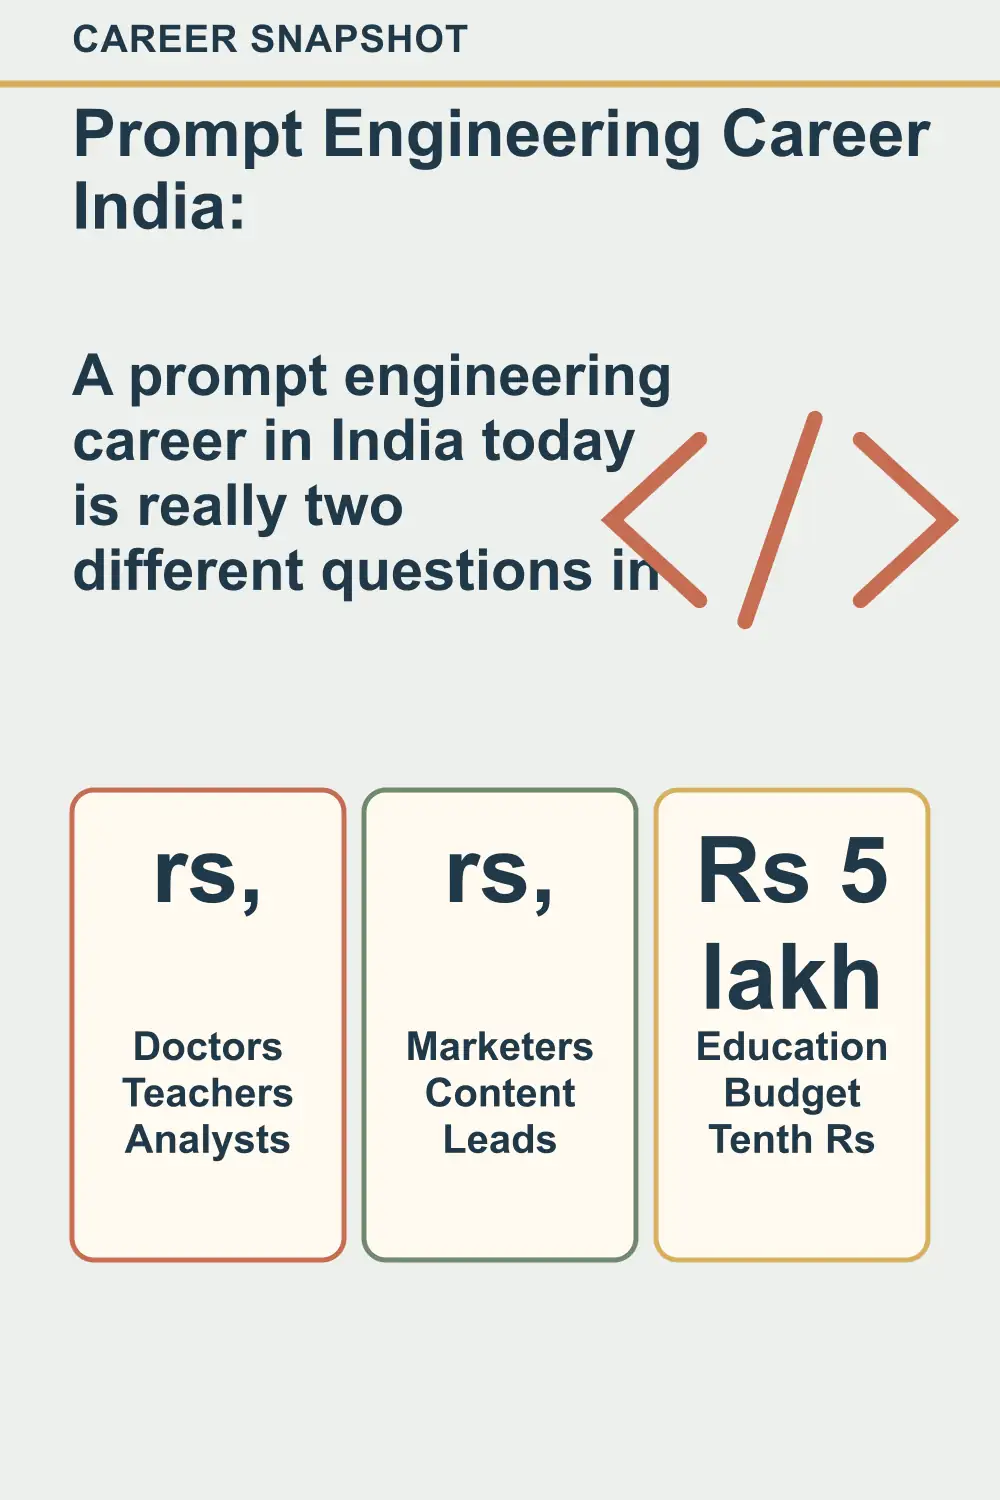 CAREER SNAPSHOT
Prompt Engineering Career
India:
A prompt engineering
career in India today
is really two
different questions in
rs,
Doctors
Teachers
Analysts
rs,
Marketers
Content
Leads
Rs 5
lakh
Education
Budget
Tenth Rs